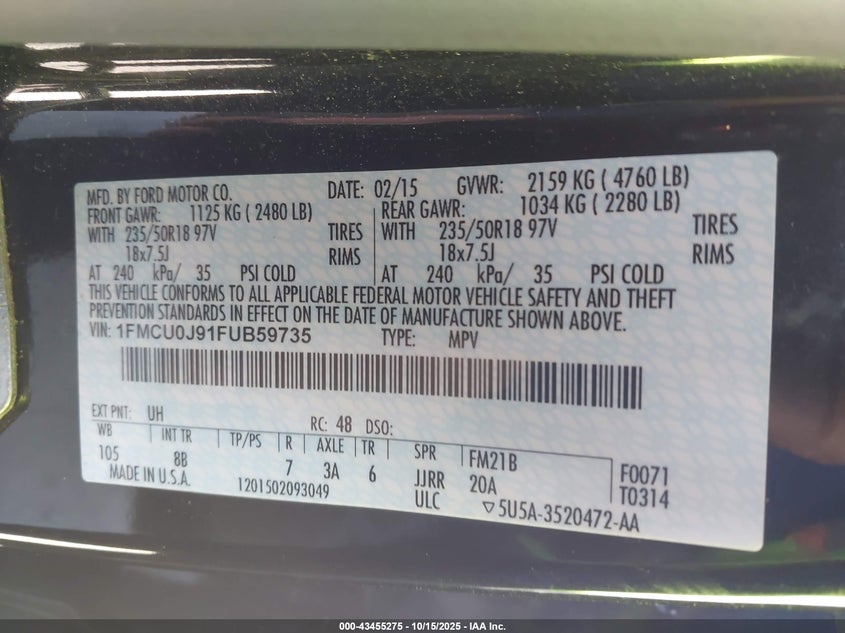 MFD. BY FORD MOTOR CO. DATE: 02/15 GVWR: 2159 KG ( 4760 LB)
FRONT GAWR: 1125 KG ( 2480 LB) REAR GAWR: 1034 KG ( 2280 LB)
WITH 235/50R18 97V TIRES WITH 235/50R18 97V TIRES
18x7.5J RIMS 18x7.5J RIMS
AT 240 kPa/ 35 PSI COLD AT 240 kPa/ 35 PSI COLD
THIS VEHICLE CONFORMS TO ALL APPLICABLE FEDERAL MOTOR VEHICLE SAFETY AND THEFT
PREVENTION STANDARDS IN EFFECT ON THE DATE OF MANUFACTURE SHOWN ABOVE.
VIN: 1FMCU0J91FUB59735 TYPE: MPV
EXT PNT: UH RC: 48 DSO:
WB INT TR TP/PS R AXLE TR SPR FM21B F0071
105 8B 7 3A 6 JJRR 20A T0314
MADE IN U.S.A. 1201502093049 ULC 5U5A-3520472-AA
000-43455275 - 10/15/2025 - IAA Inc.